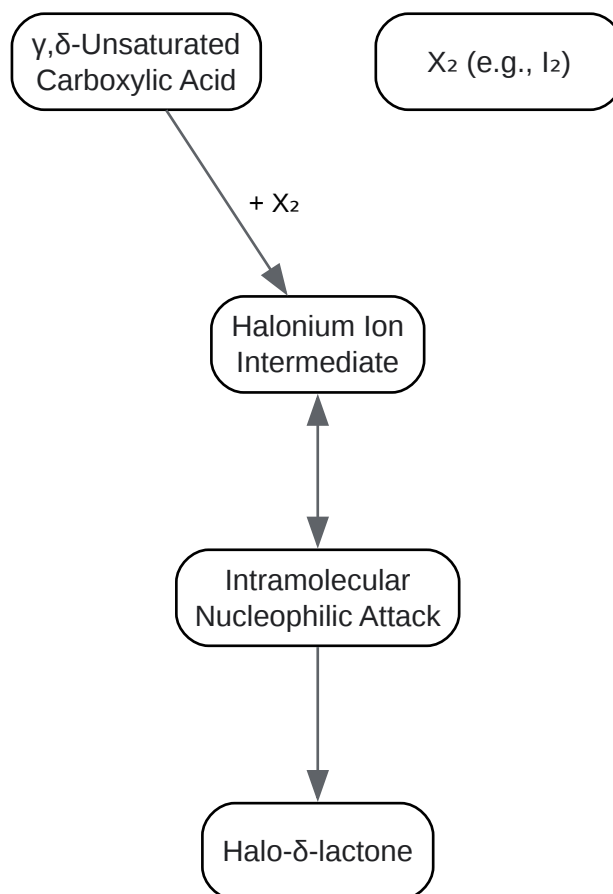 γ,δ-Unsaturated
Carboxylic Acid
X₂ (e.g., I₂)
+ X₂
Halonium Ion
Intermediate
Intramolecular
Nucleophilic Attack
Halo-δ-lactone